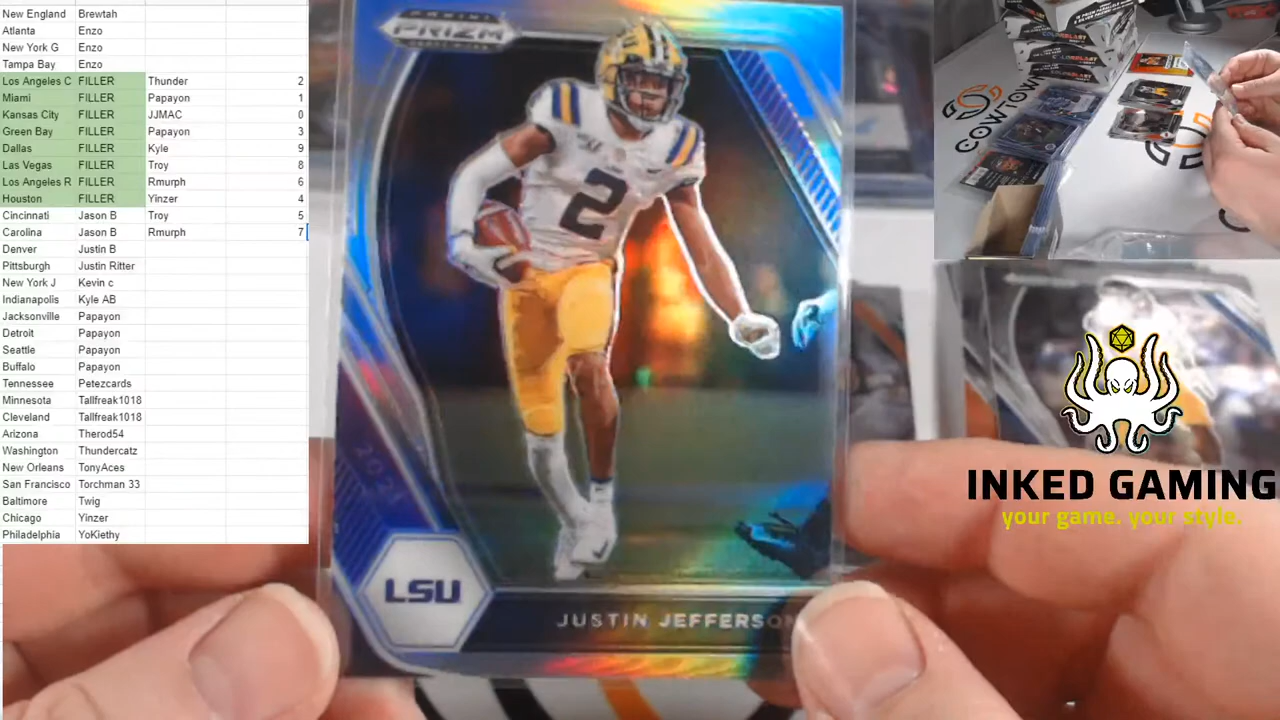 New England Brewtah
Atlanta Enzo
New York G Enzo
Tampa Bay Enzo
Los Angeles C FILLER Thunder 2
Miami FILLER Papayon 1
Kansas City FILLER JJMAC 0
Green Bay FILLER Papayon 3
Dallas FILLER Kyle 9
Las Vegas FILLER Troy 8
Los Angeles R FILLER Rmurph 6
Houston FILLER Yinzer 4
Cincinnati Jason B Troy 5
Carolina Jason B Rmurph 7
Denver Justin B
Pittsburgh Justin Ritter
New York J Kevin c
Indianapolis Kyle AB
Jacksonville Papayon
Detroit Papayon
Seattle Papayon
Buffalo Papayon
Tennessee Petezcards
Minnesota Tallfreak1018
Cleveland Tallfreak1018
Arizona Therod54
Washington Thundercatz
New Orleans TonyAces
San Francisco Torchman 33
Baltimore Twig
Chicago Yinzer
Philadelphia YoKiethy
PANINI
PRIZM
2
LSU
JUSTIN JEFFERSON
COLORBLAST
COLORBLAST
COWTOWN
INKED GAMING
your game. your style.